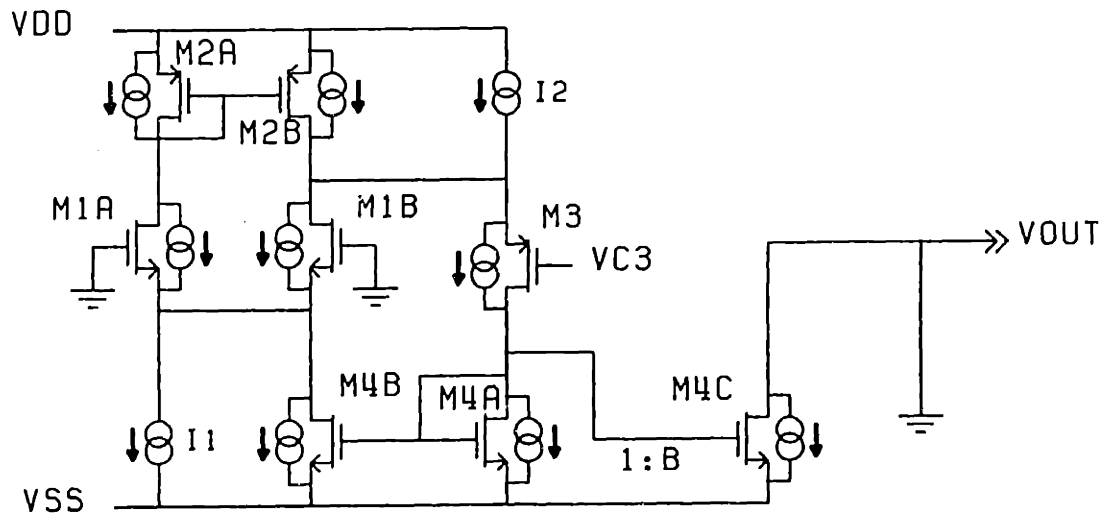 VDD
M2A
I2
M2B
M1A
M1B
M3
VC3
VOUT
M4B
M4A
M4C
I1
1:B
VSS